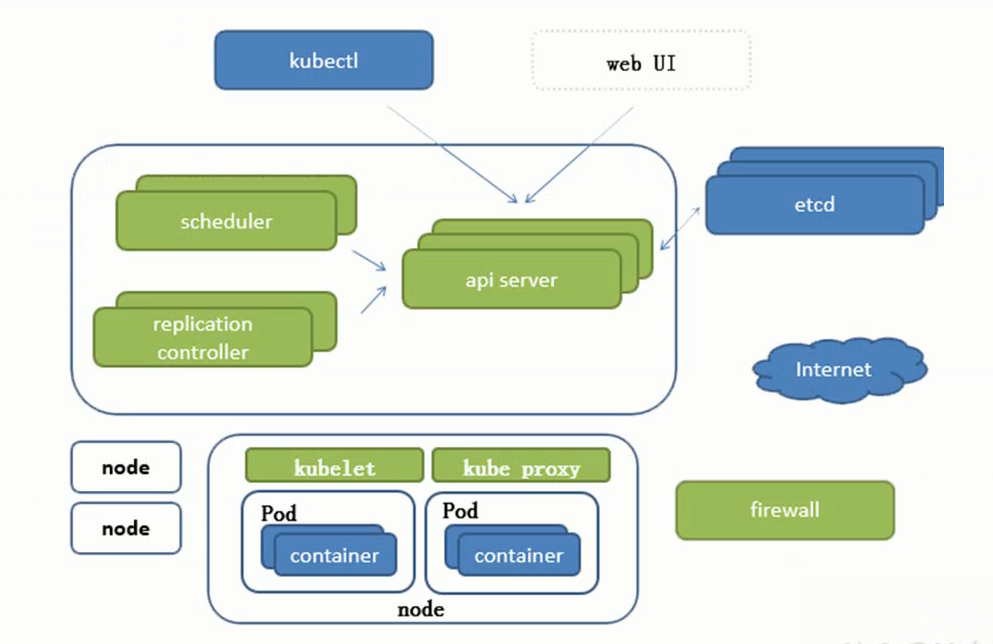 kubectl
web UI
scheduler
etcd
api server
replication
controller
Internet
node
kubelet
kube proxy
node
Pod
Pod
container
container
node
firewall